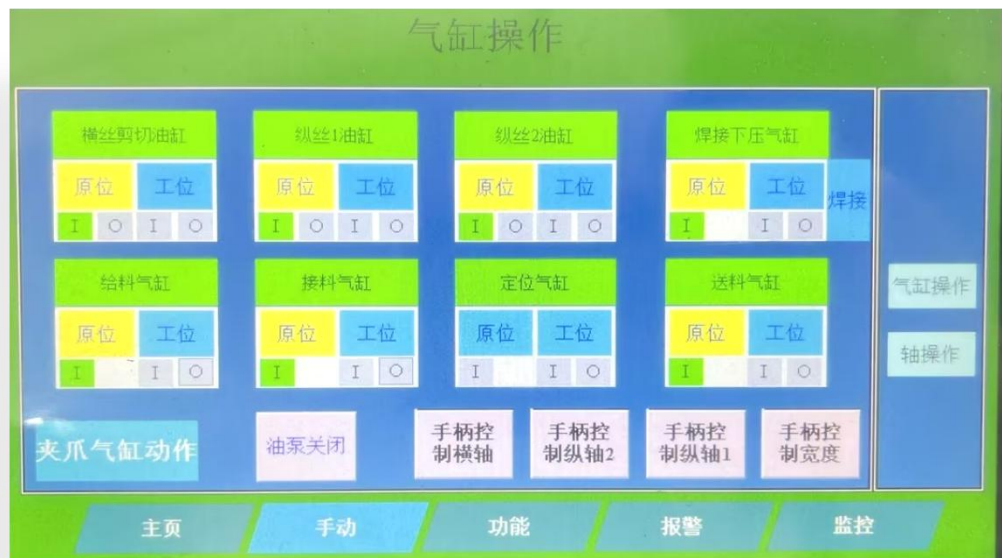 气缸操作
横丝剪切油缸 纵丝1油缸 纵丝2油缸 焊接下压气缸
原位 工位 原位 工位 原位 工位 原位 工位 焊接
I O I O I O I O I O I O I I O
给料气缸 接料气缸 定位气缸 送料气缸
原位 工位 原位 工位 原位 工位 原位 工位
I I O I I O I I O I I O
气缸操作
轴操作
夹爪气缸动作 油泵关闭
手柄控
制横轴
手柄控
制纵轴2
手柄控
制纵轴1
手柄控
制宽度
主页 手动 功能 报警 监控